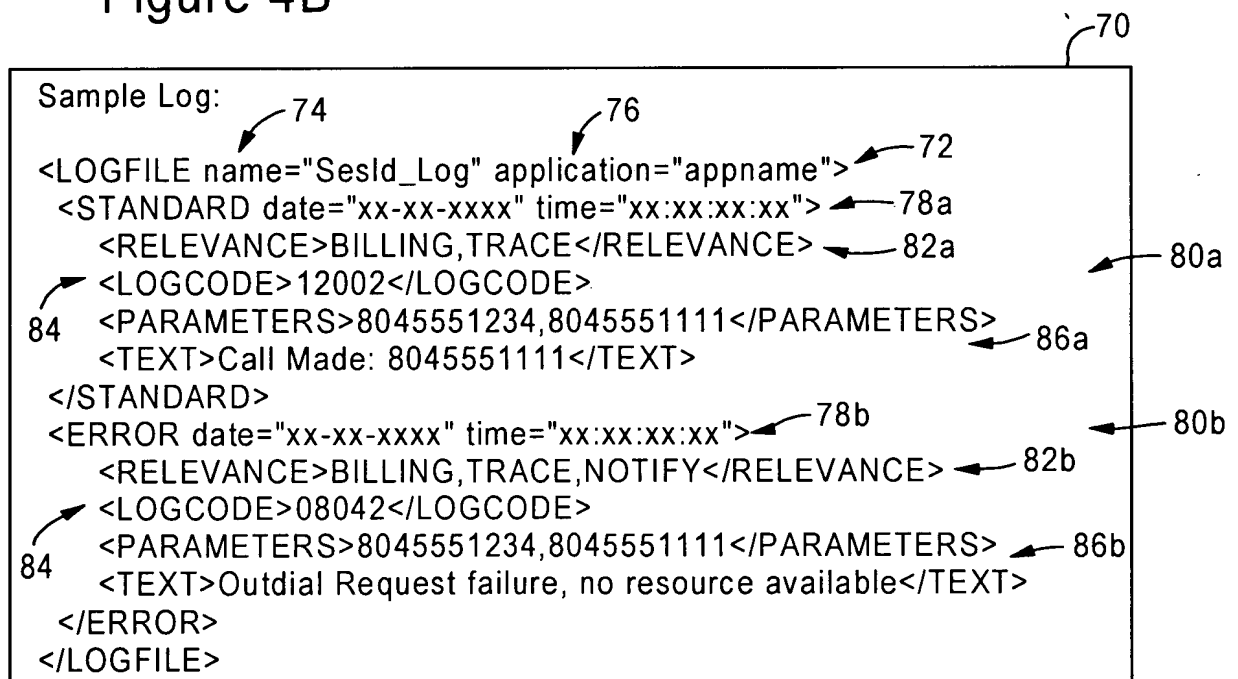 Figure 4B
70
Sample Log:
74
76
<LOGFILE name="SesId_Log" application="appname">
72
<STANDARD date="xx-xx-xxxx" time="xx:xx:xx:xx">
78a
<RELEVANCE>BILLING,TRACE</RELEVANCE>
82a
80a
<LOGCODE>12002</LOGCODE>
84
<PARAMETERS>8045551234,8045551111</PARAMETERS>
86a
<TEXT>Call Made: 8045551111</TEXT>
</STANDARD>
<ERROR date="xx-xx-xxxx" time="xx:xx:xx:xx">
78b
80b
<RELEVANCE>BILLING,TRACE,NOTIFY</RELEVANCE>
82b
<LOGCODE>08042</LOGCODE>
84
<PARAMETERS>8045551234,8045551111</PARAMETERS>
86b
<TEXT>Outdial Request failure, no resource available</TEXT>
</ERROR>
</LOGFILE>